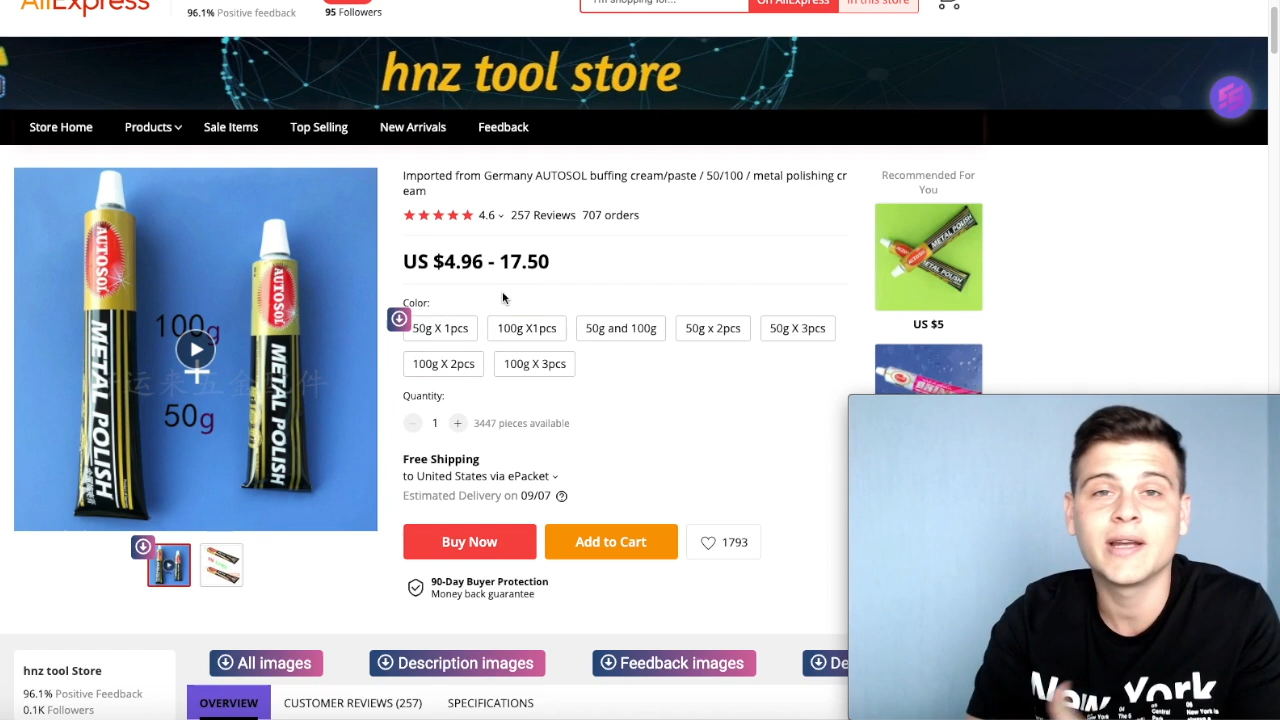 AliExpress
96.1% Positive feedback
95 Followers
I'm shopping for...
On AliExpress
In this store
hnz tool store
Store Home
Products
Sale Items
Top Selling
New Arrivals
Feedback
AUTOSOL
METAL POLISH
100g
+
50g
AUTOSOL
METAL POLISH
Imported from Germany AUTOSOL buffing cream/paste / 50/100 / metal polishing cr
eam
4.6
257 Reviews
707 orders
US $4.96 - 17.50
Color:
50g X 1pcs
100g X1pcs
50g and 100g
50g x 2pcs
50g X 3pcs
100g X 2pcs
100g X 3pcs
Quantity:
1
3447 pieces available
Free Shipping
to United States via ePacket
Estimated Delivery on 09/07
Buy Now
Add to Cart
1793
90-Day Buyer Protection
Money back guarantee
Recommended For
You
METAL POLISH
METAL POLISH
US $5
hnz tool Store
96.1% Positive Feedback
0.1K Followers
All images
Description images
Feedback images
De
OVERVIEW
CUSTOMER REVIEWS (257)
SPECIFICATIONS
New York